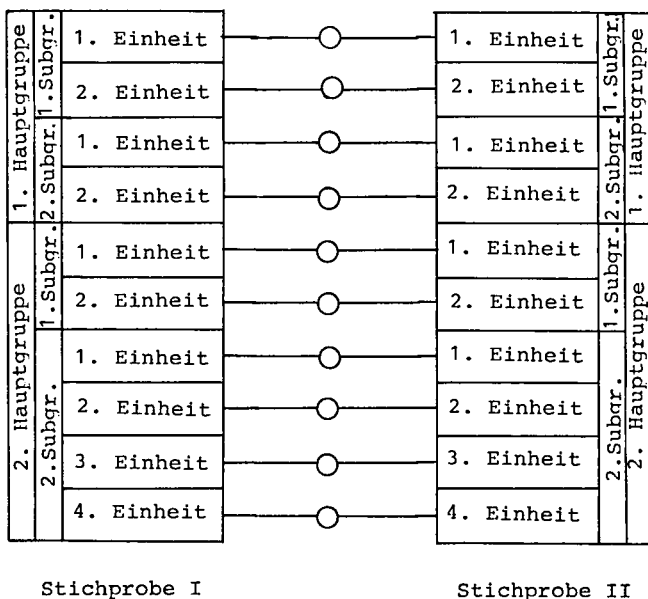 1. Hauptgruppe
1.Subgr.
1. Einheit
2. Einheit
2.Subgr.
1. Einheit
2. Einheit
2. Hauptgruppe
1.Subgr.
1. Einheit
2. Einheit
2.Subgr.
1. Einheit
2. Einheit
3. Einheit
4. Einheit
Stichprobe I
1. Einheit
2. Einheit
1.Subgr.
1. Hauptgruppe
1. Einheit
2. Einheit
2.Subgr.
1. Einheit
2. Einheit
1.Subgr.
2. Hauptgruppe
1. Einheit
2. Einheit
3. Einheit
4. Einheit
2.Subgr.
Stichprobe II